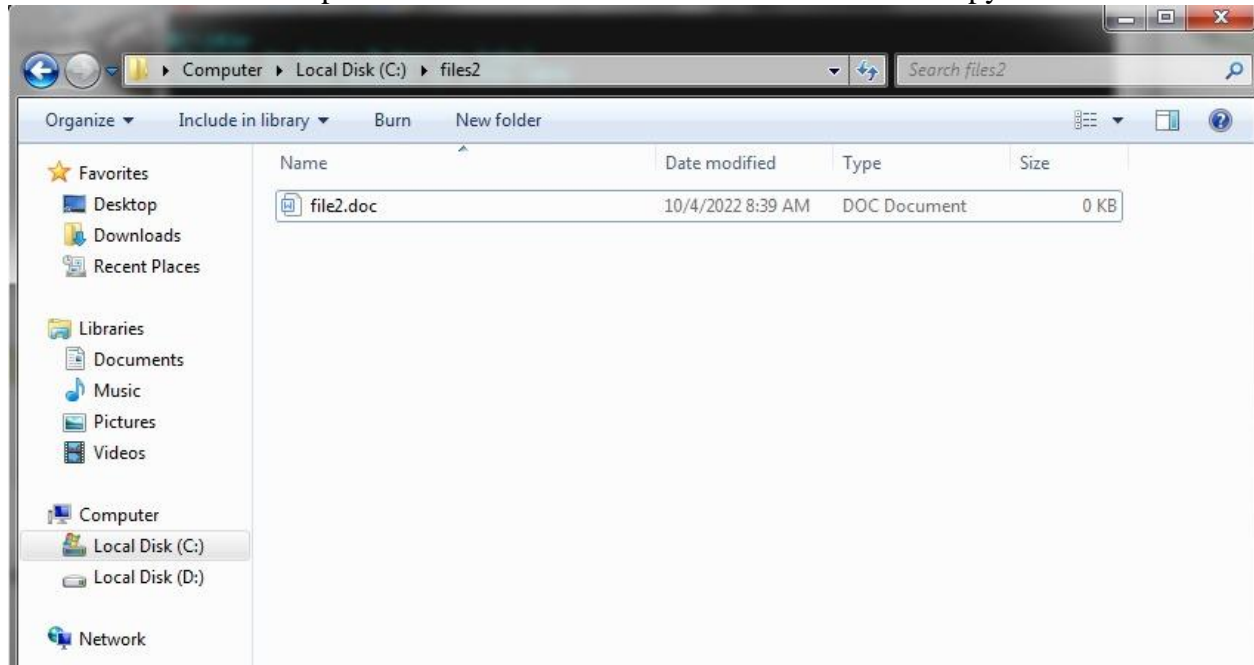 Computer ▸ Local Disk (C:) ▸ files2
Search files2
Organize ▾ Include in library ▾ Burn New folder
Name Date modified Type Size
file2.doc 10/4/2022 8:39 AM DOC Document 0 KB
Favorites
Desktop
Downloads
Recent Places
Libraries
Documents
Music
Pictures
Videos
Computer
Local Disk (C:)
Local Disk (D:)
Network